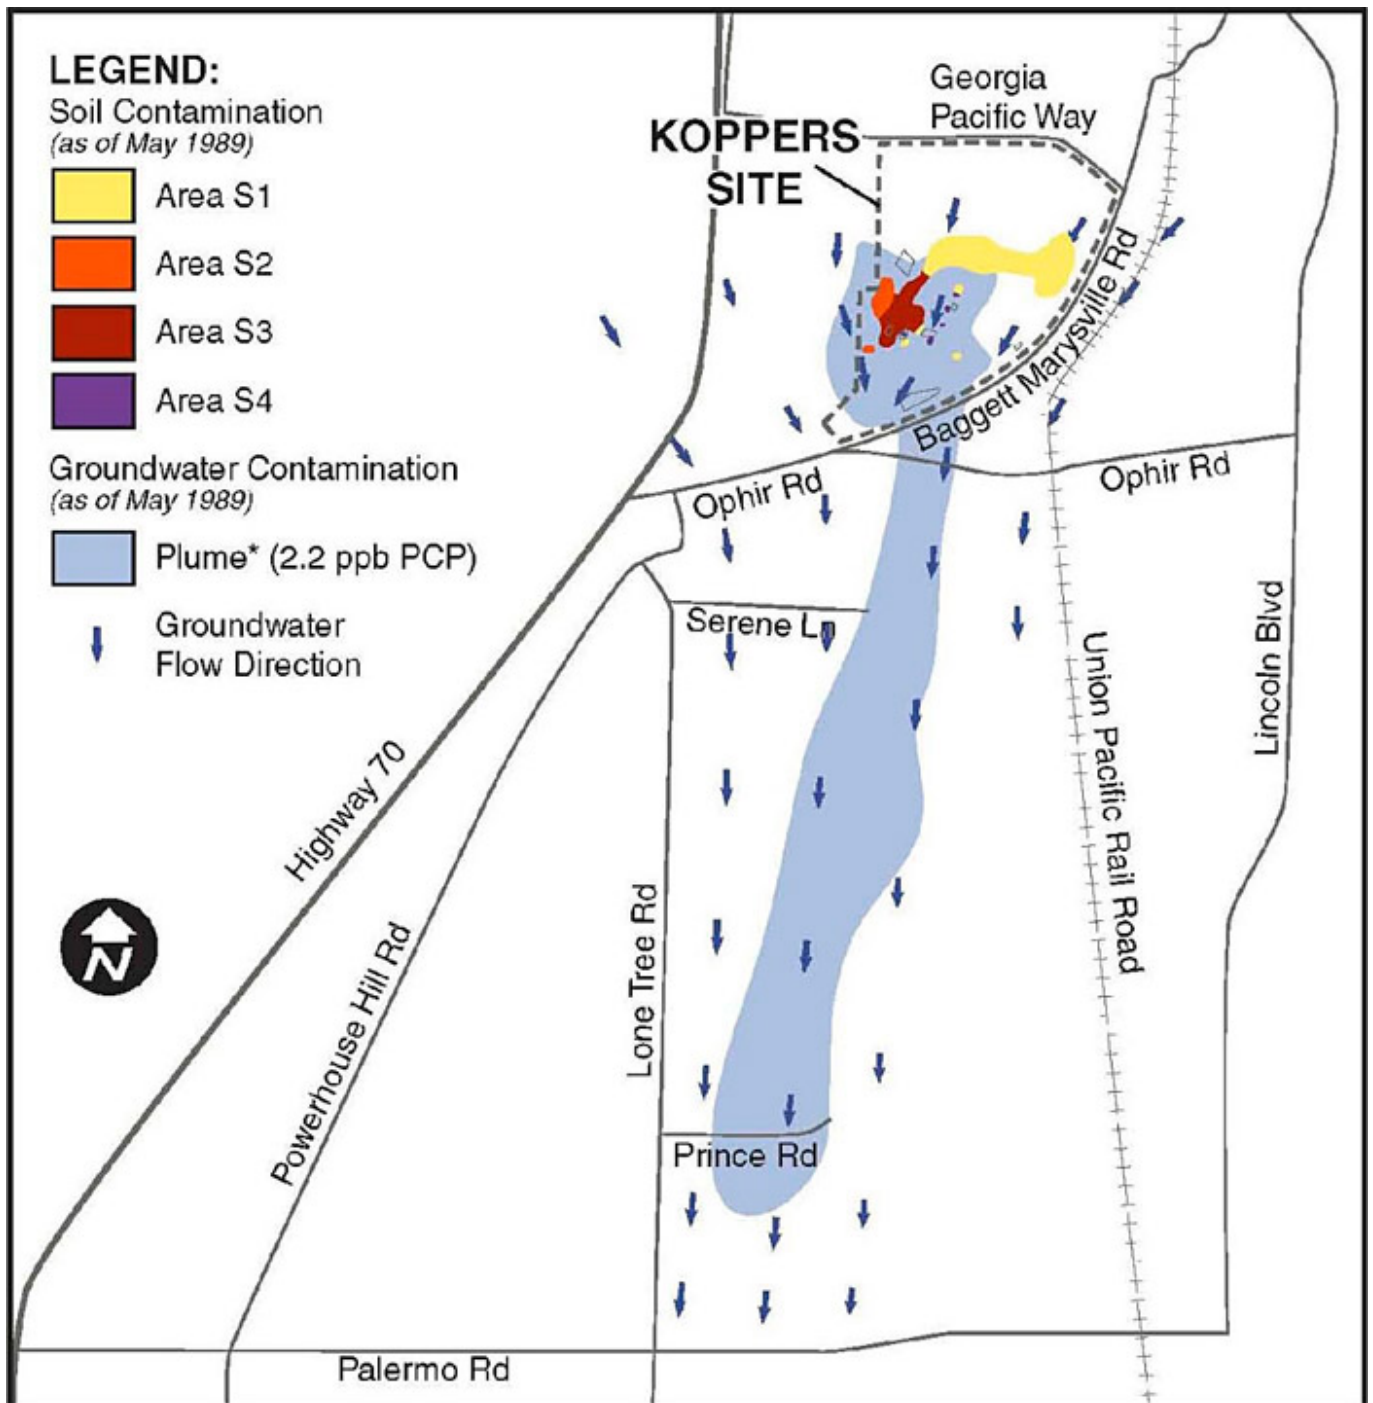 LEGEND:
Soil Contamination
(as of May 1989)
Area S1
Area S2
Area S3
Area S4
Groundwater Contamination
(as of May 1989)
Plume* (2.2 ppb PCP)
Groundwater
Flow Direction
Georgia
Pacific Way
KOPPERS
SITE
Baggett Marysville Rd
Ophir Rd
Ophir Rd
Serene Ln
Highway 70
Powerhouse Hill Rd
Lone Tree Rd
Union Pacific Rail Road
Lincoln Blvd
N
Prince Rd
Palermo Rd